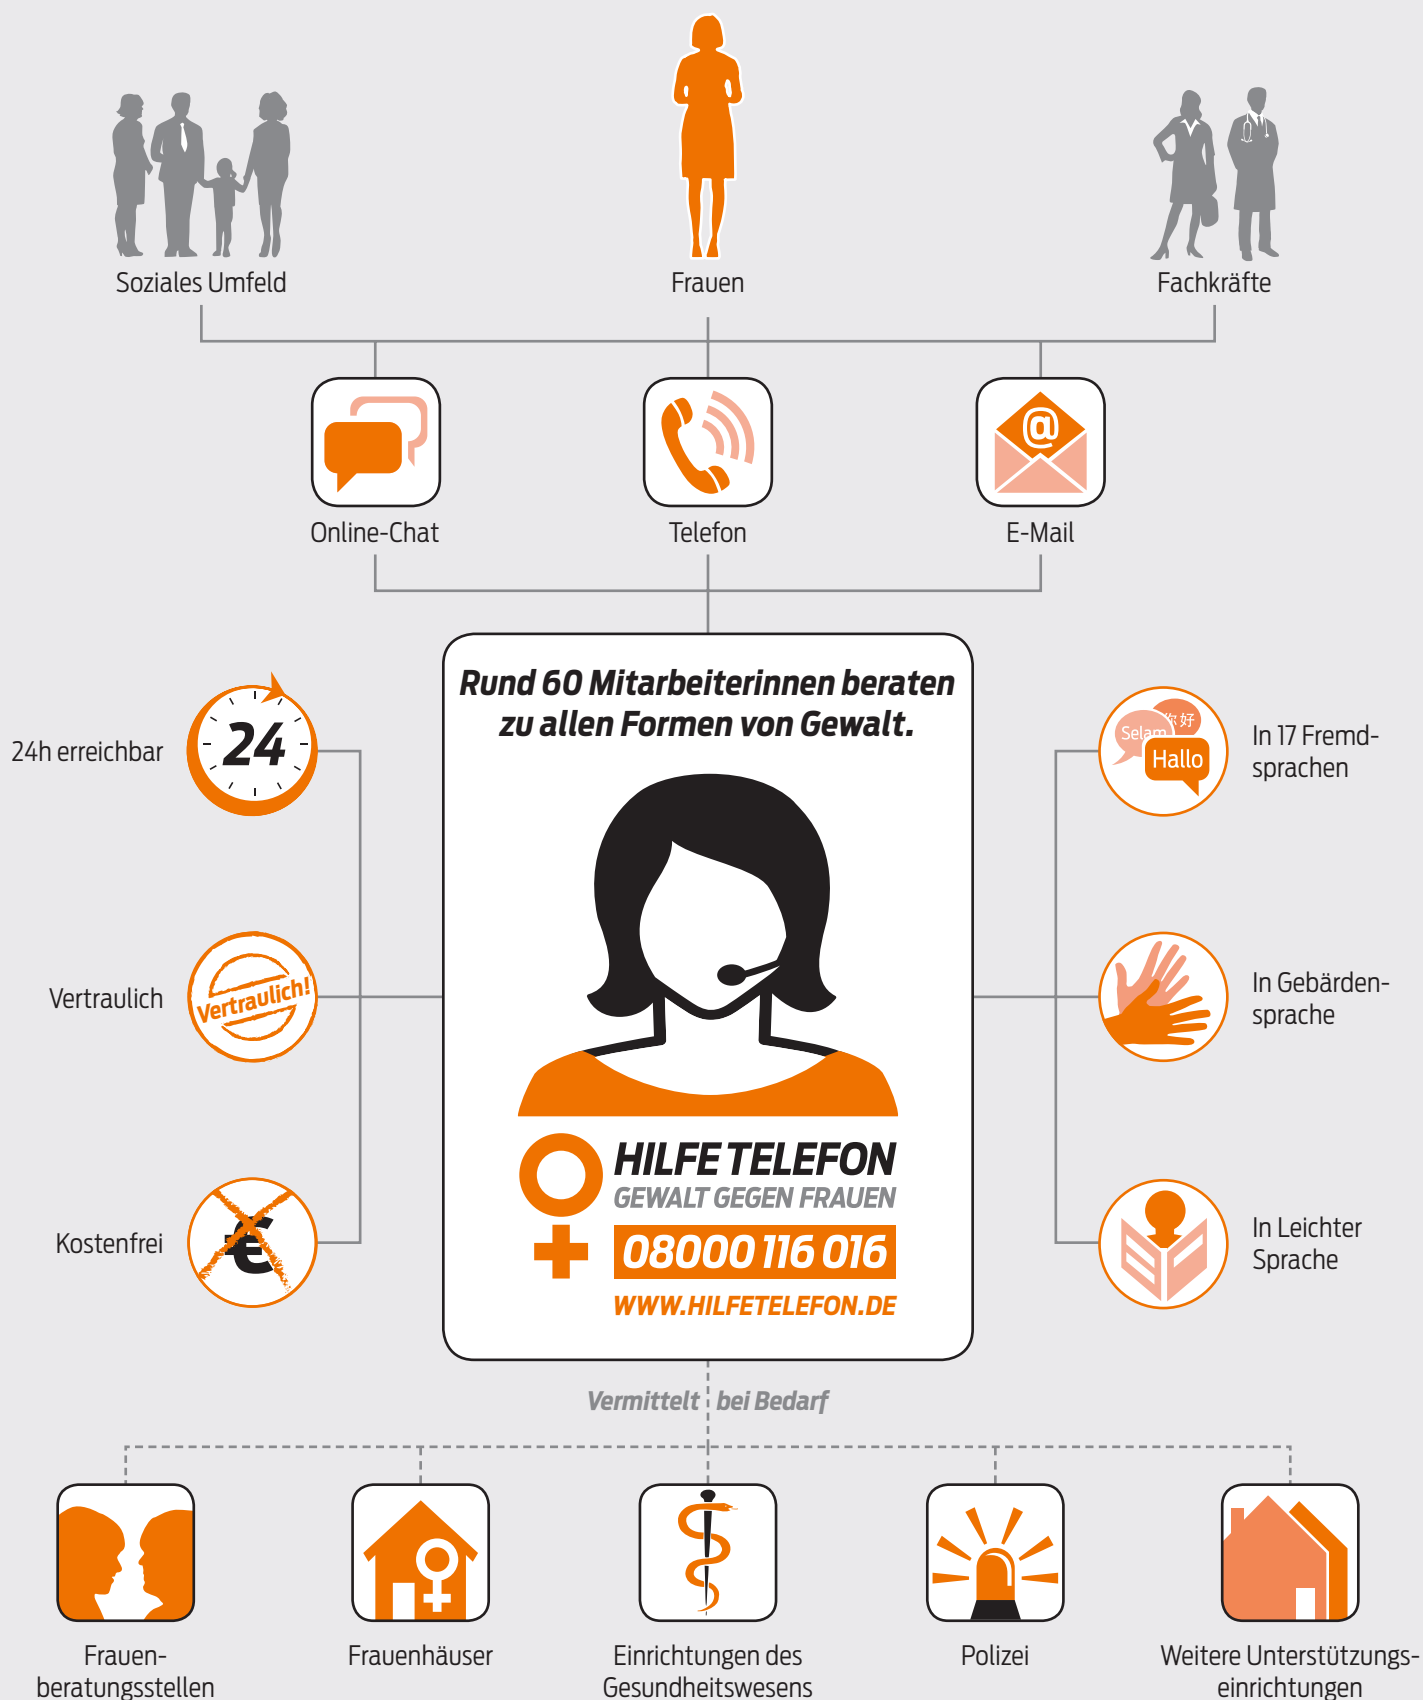 Soziales Umfeld
Frauen
Fachkräfte
@
Online-Chat
Telefon
E-Mail
Rund 60 Mitarbeiterinnen beraten
zu allen Formen von Gewalt.
24h erreichbar
24
你好
Selam
Hallo
In 17 Fremd-
sprachen
Vertraulich
Vertraulich!
In Gebärden-
sprache
Kostenfrei
€
In Leichter
Sprache
HILFE TELEFON
GEWALT GEGEN FRAUEN
08000 116 016
WWW.HILFETELEFON.DE
Vermittelt bei Bedarf
Frauen-
beratungsstellen
Frauenhäuser
Einrichtungen des
Gesundheitswesens
Polizei
Weitere Unterstützungs-
einrichtungen